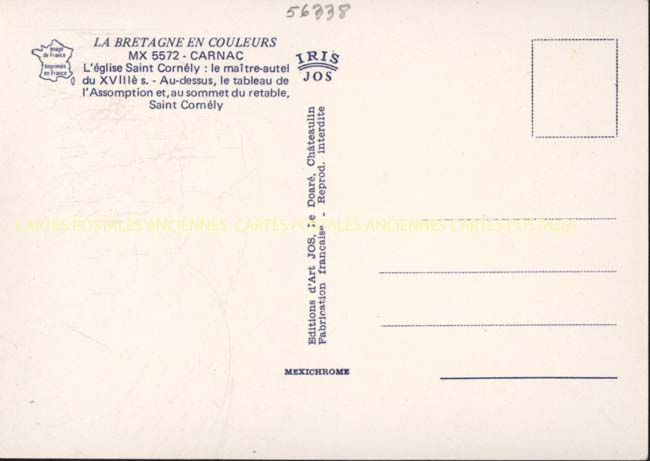 56338
LA BRETAGNE EN COULEURS
MX 5572 - CARNAC
L'église Saint Cornély : le maître-autel
du XVIIIè s. - Au-dessus, le tableau de
l'Assomption et, au sommet du retable,
Saint Cornély
Image
de France
Imprimée
en France
IRIS
JOS
Editions d'Art JOS, Le Doaré, Châteaulin
Fabrication française - Reprod. interdite
MEXICHROME
CARTES POSTALES ANCIENNES CARTES POSTALES ANCIENNES CARTES POSTALES